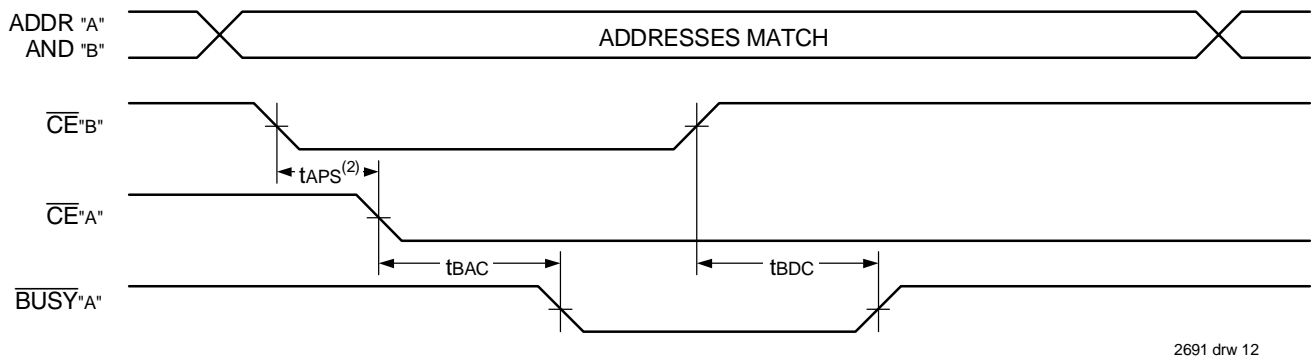 ADDR "A"
AND "B"
ADDRESSES MATCH
CE"B"
tAPS(2)
CE"A"
tBAC
tBDC
BUSY"A"
2691 drw 12